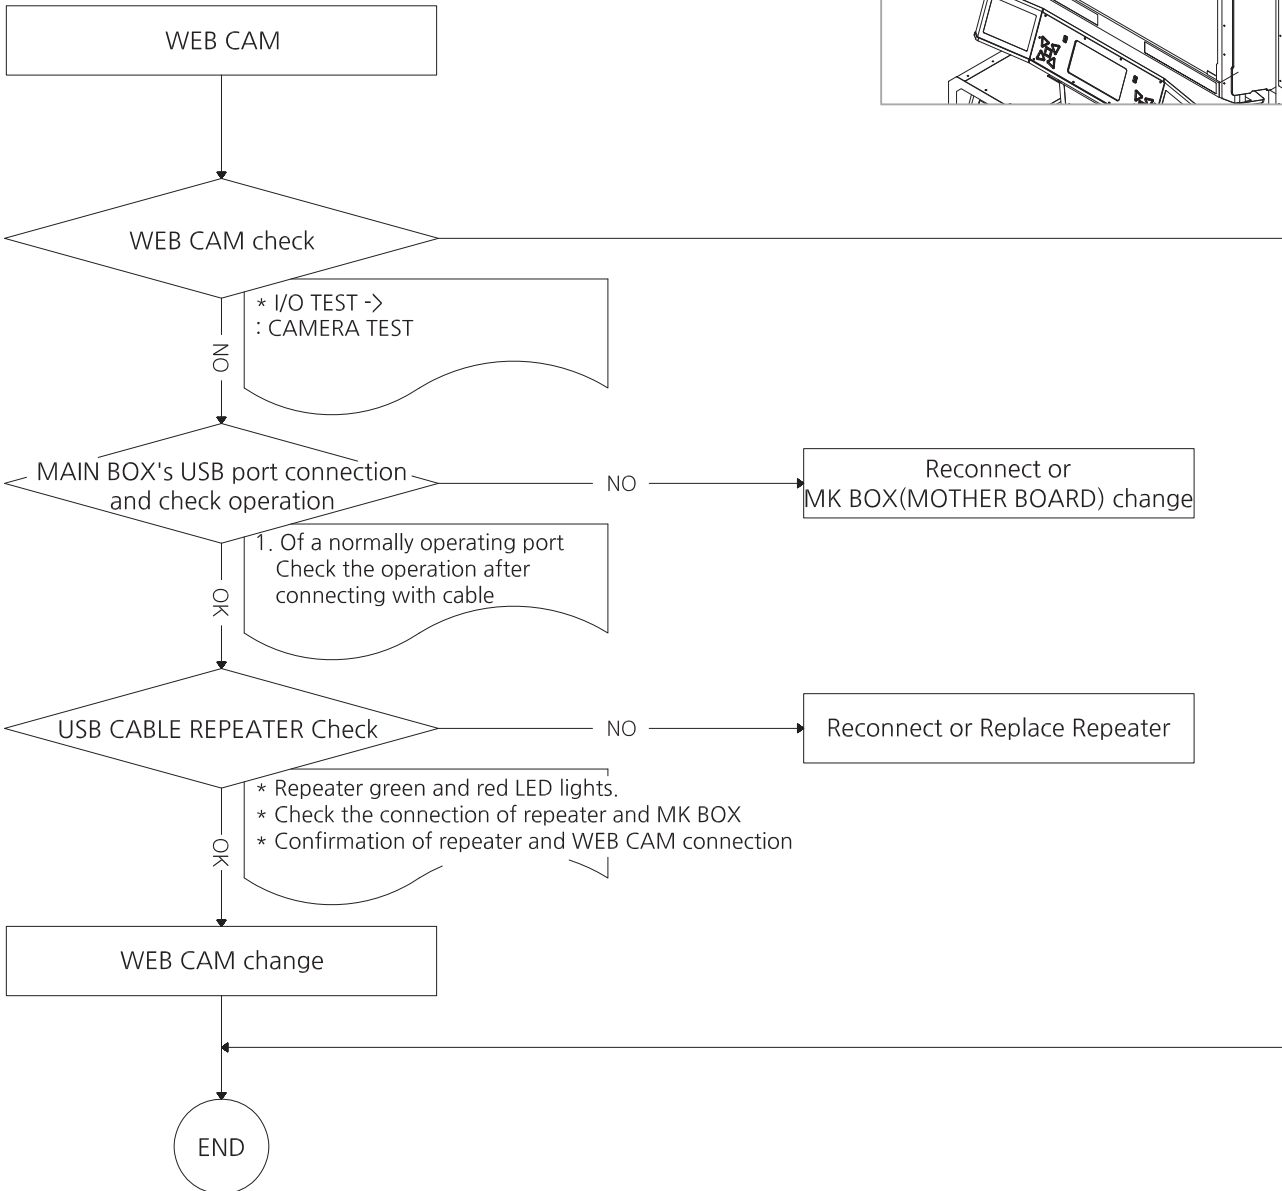 WEB CAM
WEB CAM check
* I/O TEST ->
: CAMERA TEST
NO
MAIN BOX's USB port connection
and check operation
NO
Reconnect or
MK BOX(MOTHER BOARD) change
1. Of a normally operating port
Check the operation after
connecting with cable
OK
USB CABLE REPEATER Check
NO
Reconnect or Replace Repeater
* Repeater green and red LED lights.
* Check the connection of repeater and MK BOX
* Confirmation of repeater and WEB CAM connection
OK
WEB CAM change
END